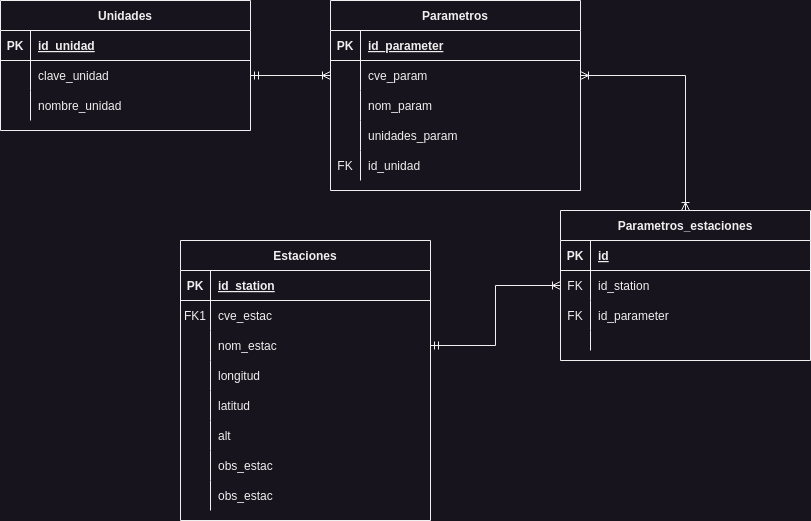 Unidades
PK id_unidad
clave_unidad
nombre_unidad
Parametros
PK id_parameter
cve_param
nom_param
unidades_param
FK id_unidad
Parametros_estaciones
PK id
FK id_station
FK id_parameter
Estaciones
PK id_station
FK1 cve_estac
nom_estac
longitud
latitud
alt
obs_estac
obs_estac